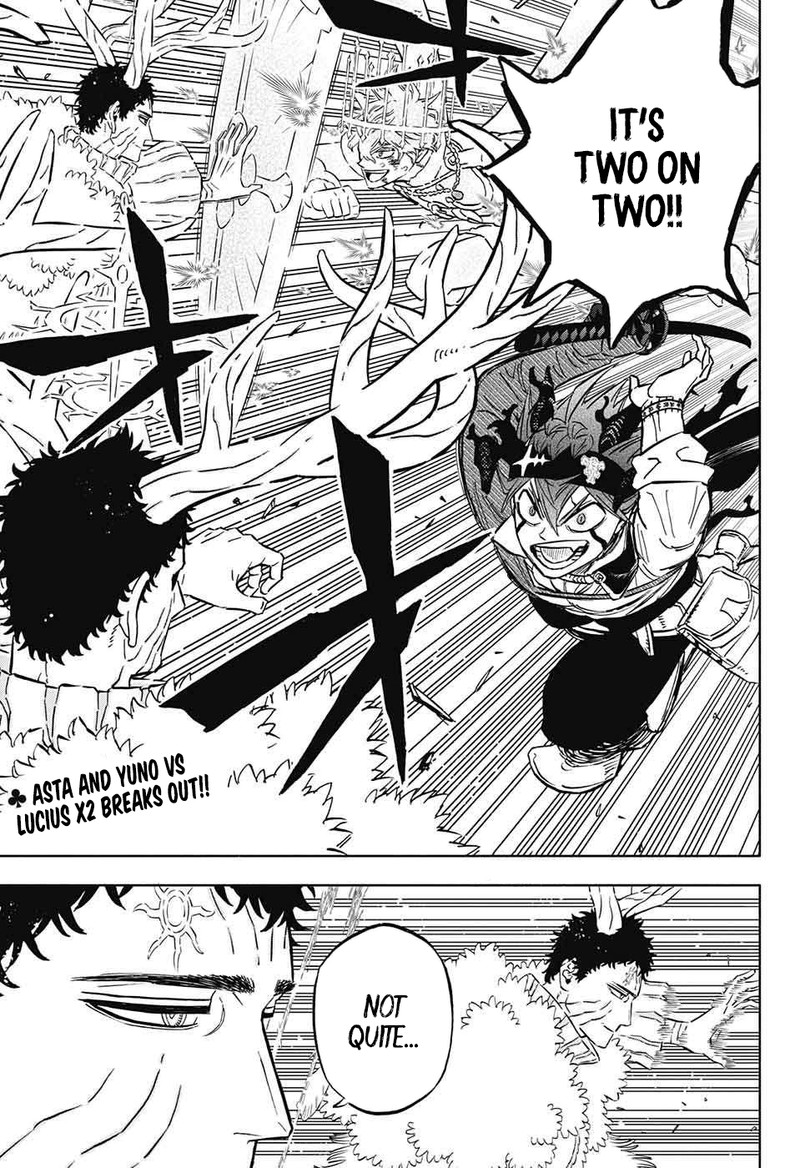 IT'S
TWO ON
TWO!!
♣ ASTA AND YUNO VS
LUCIUS X2 BREAKS OUT!!
NOT
QUITE...